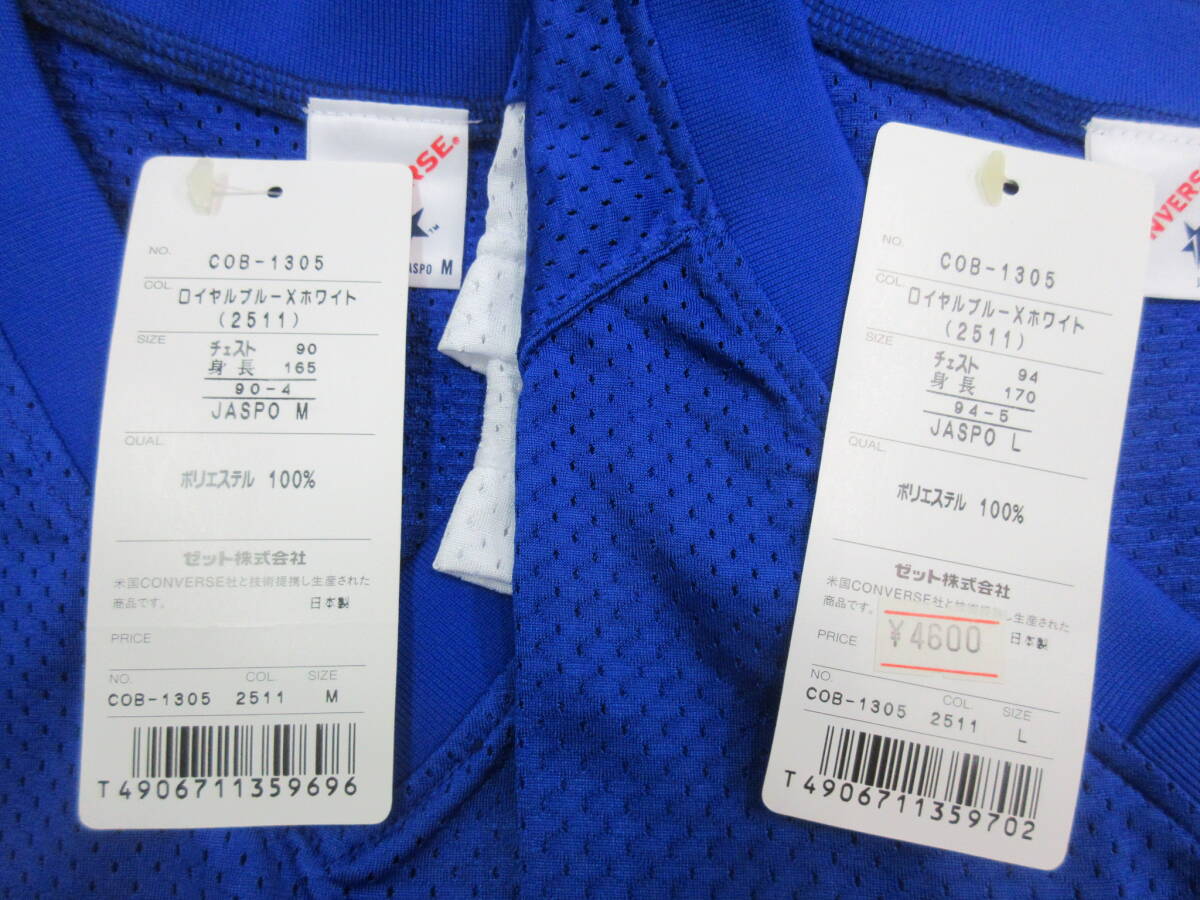 VERSE®
™
JASPO M
NO.
COB-1305
COL.
ロイヤルブルーXホワイト
(2511)
SIZE
チェスト 90
身長 165
90-4
JASPO M
QUAL.
ポリエステル 100%
ゼット株式会社
米国CONVERSE社と技術提携し生産された
商品です。 日本製
PRICE
NO. COL. SIZE
COB-1305 2511 M
T4906711359696
NVERSE
NO.
COB-1305
COL.
ロイヤルブルーXホワイト
(2511)
SIZE
チェスト 94
身長 170
94-5
JASPO L
QUAL.
ポリエステル 100%
ゼット株式会社
米国CONVERSE社と技術提携し生産された
商品です。 日本製
PRICE
¥4600
NO. COL. SIZE
COB-1305 2511 L
T4906711359702